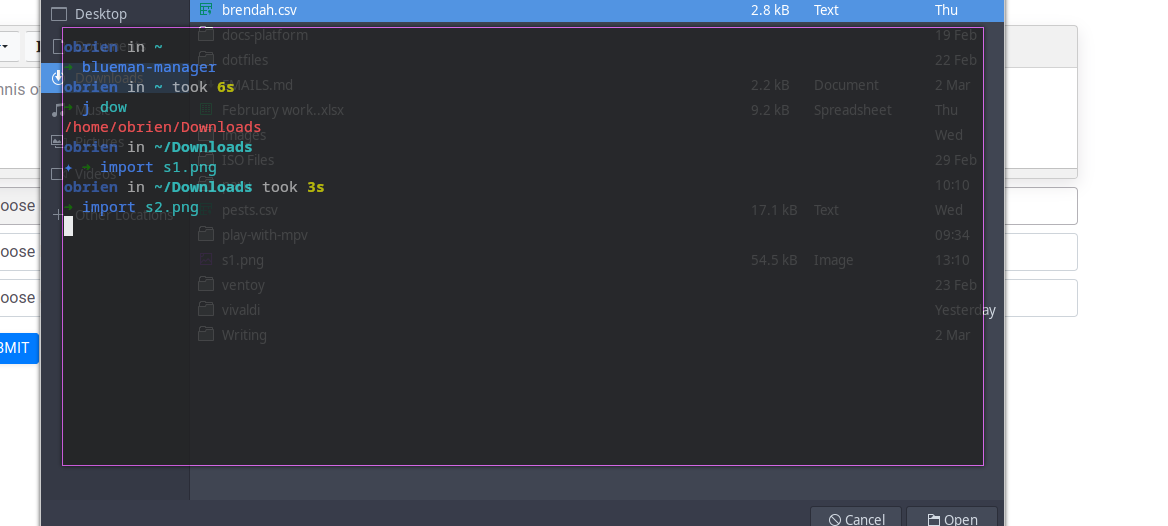 Desktop
brendah.csv 2.8 kB Text Thu
docs-platform 19 Feb
dotfiles 22 Feb
EMAILS.md 2.2 kB Document 2 Mar
February work..xlsx 9.2 kB Spreadsheet Thu
images Wed
ISO Files 29 Feb
10:10
pests.csv 17.1 kB Text Wed
play-with-mpv 09:34
s1.png 54.5 kB Image 13:10
ventoy 23 Feb
vivaldi Yesterday
Writing 2 Mar
Downloads
Music
Pictures
Videos
+ Other Locations
obrien in ~
➜ blueman-manager
obrien in ~ took 6s
➜ j dow
/home/obrien/Downloads
obrien in ~/Downloads
✦ ➜ import s1.png
obrien in ~/Downloads took 3s
➜ import s2.png
nnis o
oose
oose
oose
BMIT
Cancel Open